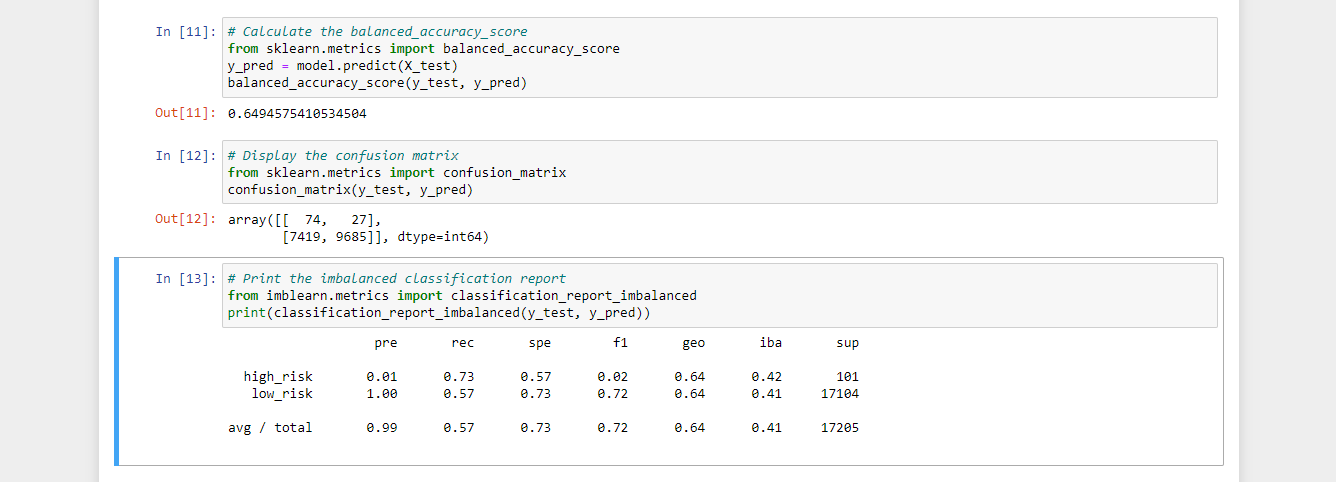 In [11]: # Calculate the balanced_accuracy_score
from sklearn.metrics import balanced_accuracy_score
y_pred = model.predict(X_test)
balanced_accuracy_score(y_test, y_pred)
Out[11]: 0.6494575410534504
In [12]: # Display the confusion matrix
from sklearn.metrics import confusion_matrix
confusion_matrix(y_test, y_pred)
Out[12]: array([[  74,   27],
       [7419, 9685]], dtype=int64)
In [13]: # Print the imbalanced classification report
from imblearn.metrics import classification_report_imbalanced
print(classification_report_imbalanced(y_test, y_pred))
pre rec spe f1 geo iba sup
high_risk 0.01 0.73 0.57 0.02 0.64 0.42 101
low_risk 1.00 0.57 0.73 0.72 0.64 0.41 17104
avg / total 0.99 0.57 0.73 0.72 0.64 0.41 17205